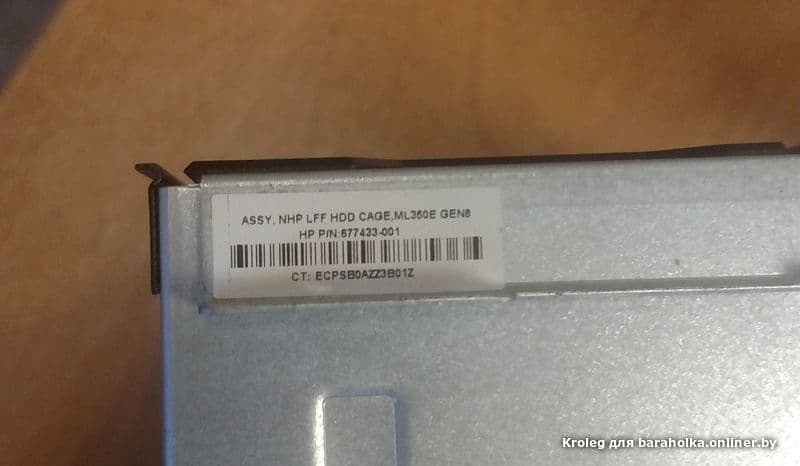 ASSY, NHP LFF HDD CAGE,ML350E GEN8
HP P/N:677433-001
CT: ECPSB0AZZ3B01Z
Kroleg для baraholka.onliner.by